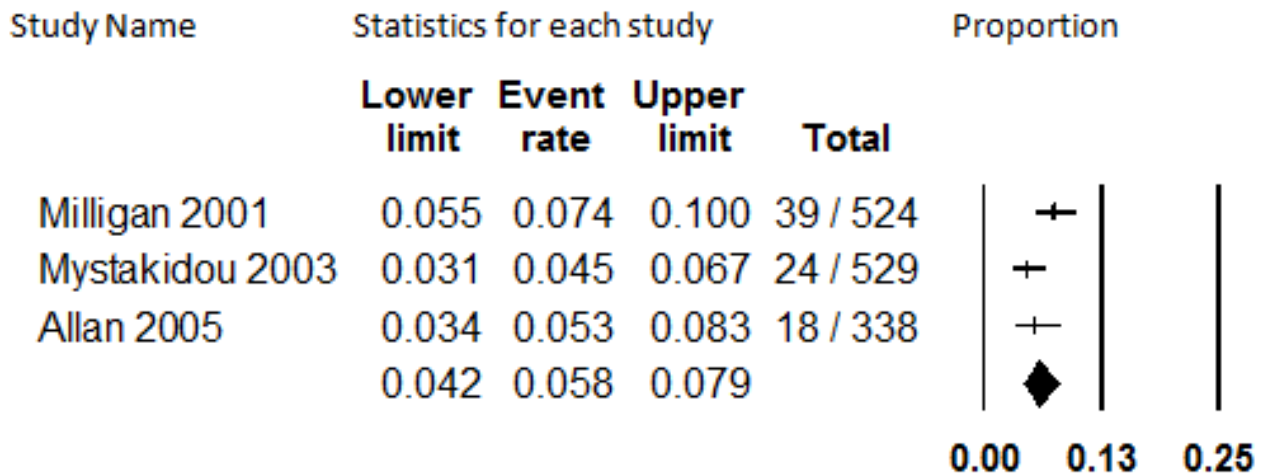 Study Name Statistics for each study Proportion
Lower Event Upper
limit rate limit Total
Milligan 2001 0.055 0.074 0.100 39 / 524
Mystakidou 2003 0.031 0.045 0.067 24 / 529
Allan 2005 0.034 0.053 0.083 18 / 338
0.042 0.058 0.079
0.00 0.13 0.25